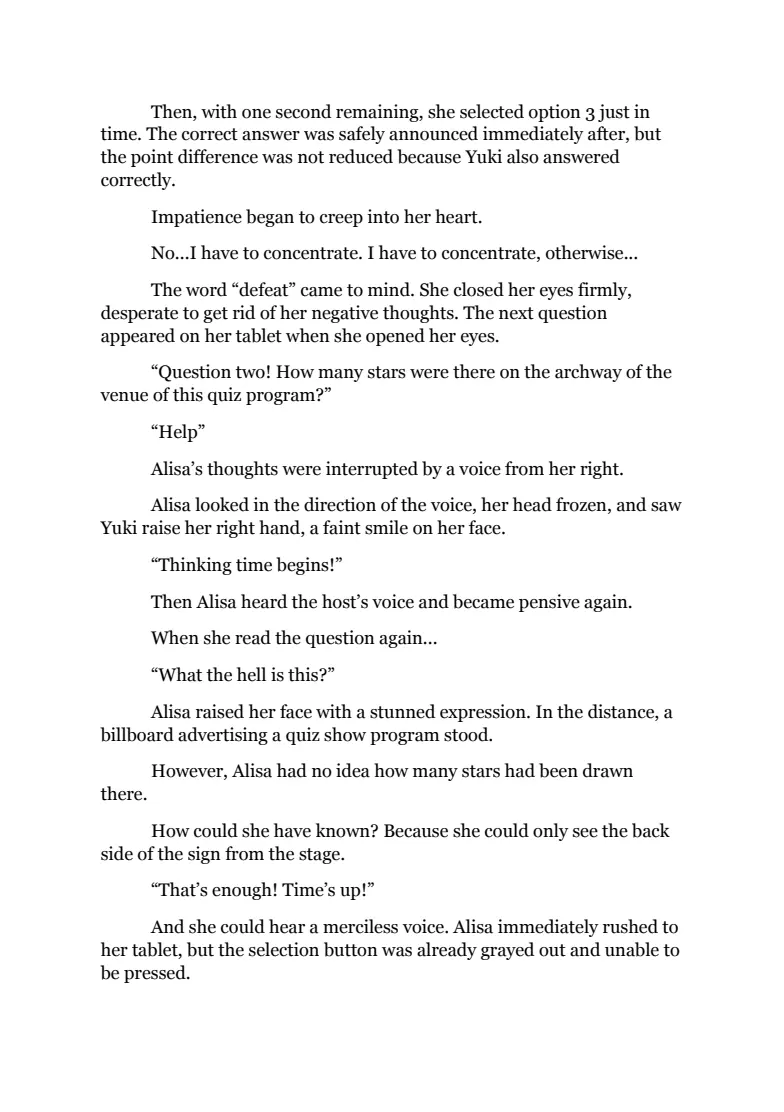 Then, with one second remaining, she selected option 3 just in
time. The correct answer was safely announced immediately after, but
the point difference was not reduced because Yuki also answered
correctly.
Impatience began to creep into her heart.
No...I have to concentrate. I have to concentrate, otherwise...
The word “defeat” came to mind. She closed her eyes firmly,
desperate to get rid of her negative thoughts. The next question
appeared on her tablet when she opened her eyes.
“Question two! How many stars were there on the archway of the
venue of this quiz program?”
“Help”
Alisa’s thoughts were interrupted by a voice from her right.
Alisa looked in the direction of the voice, her head frozen, and saw
Yuki raise her right hand, a faint smile on her face.
“Thinking time begins!”
Then Alisa heard the host’s voice and became pensive again.
When she read the question again...
“What the hell is this?”
Alisa raised her face with a stunned expression. In the distance, a
billboard advertising a quiz show program stood.
However, Alisa had no idea how many stars had been drawn
there.
How could she have known? Because she could only see the back
side of the sign from the stage.
“That’s enough! Time’s up!”
And she could hear a merciless voice. Alisa immediately rushed to
her tablet, but the selection button was already grayed out and unable to
be pressed.